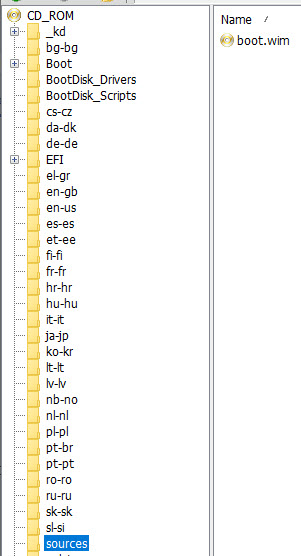 CD_ROM
_kd
bg-bg
Boot
BootDisk_Drivers
BootDisk_Scripts
cs-cz
da-dk
de-de
EFI
el-gr
en-gb
en-us
es-es
et-ee
fi-fi
fr-fr
hr-hr
hu-hu
it-it
ja-jp
ko-kr
lt-lt
lv-lv
nb-no
nl-nl
pl-pl
pt-br
pt-pt
ro-ro
ru-ru
sk-sk
sl-si
sources
Name
boot.wim